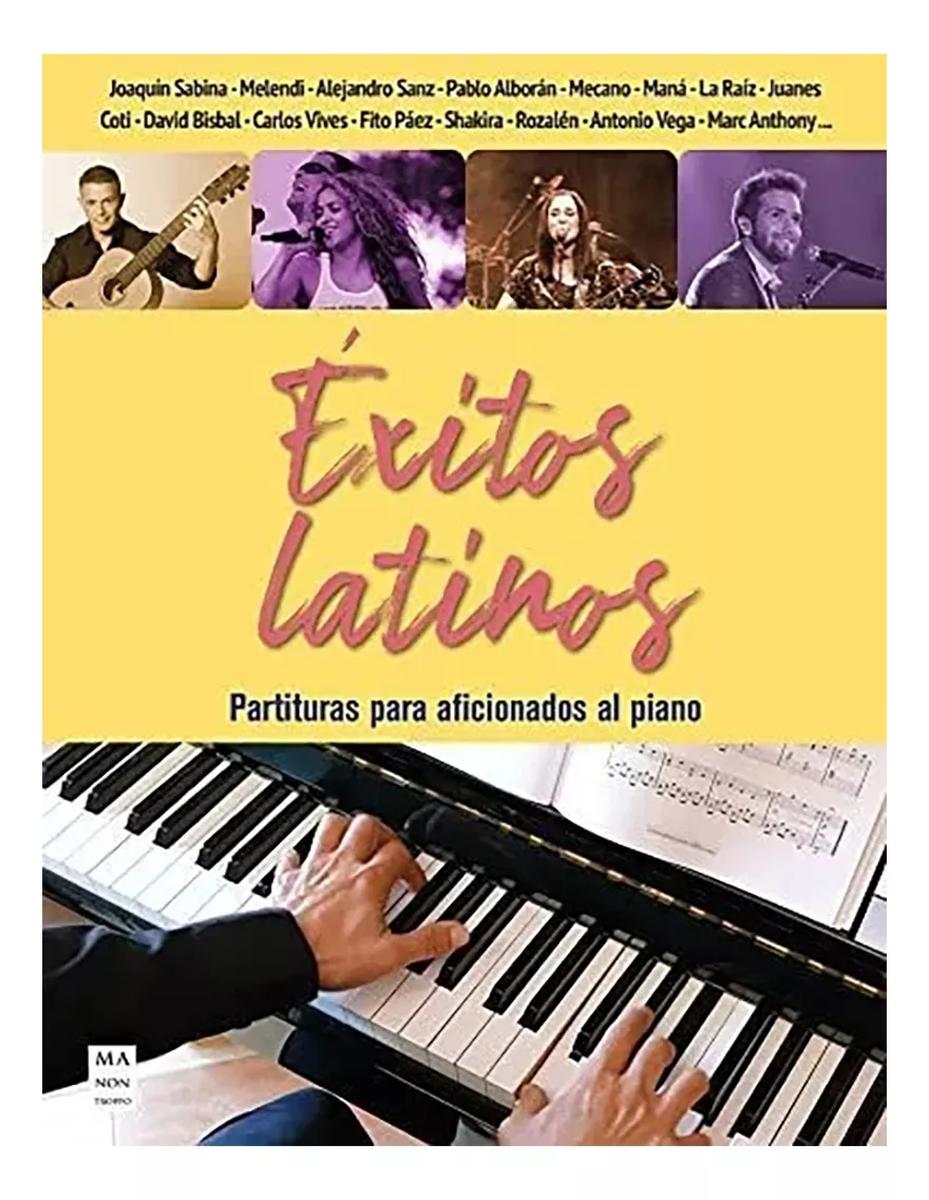 Joaquín Sabina - Melendi - Alejandro Sanz - Pablo Alborán - Mecano - Maná - La Raíz - Juanes
Coti - David Bisbal - Carlos Vives - Fito Páez - Shakira - Rozalén - Antonio Vega - Marc Anthony...
Éxitos
latinos
Partituras para aficionados al piano
MA
NON
TROPPO